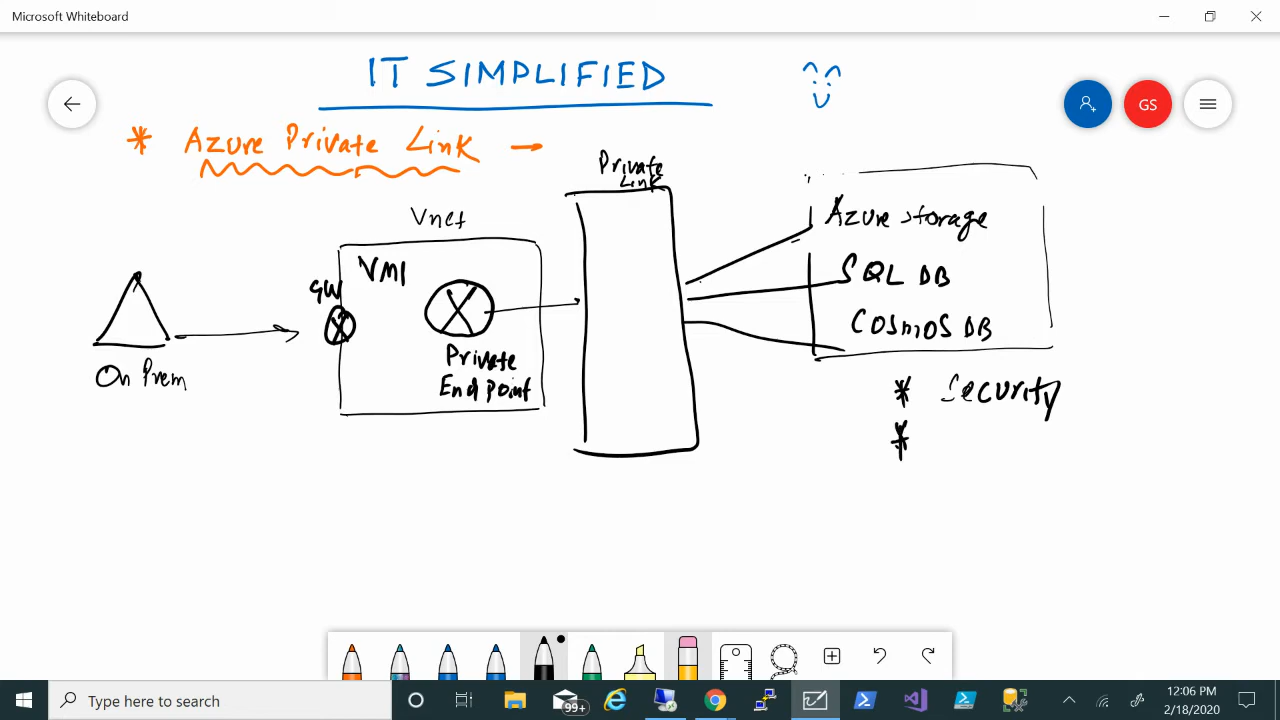 Microsoft Whiteboard
IT SIMPLIFIED
GS
* Azure Private Link →
Private
Link
Vnet
Azure storage
VM1
GW
SQL DB
COSMOS DB
Private
End point
On Prem
* Security
*
Type here to search
99+
12:06 PM
2/18/2020